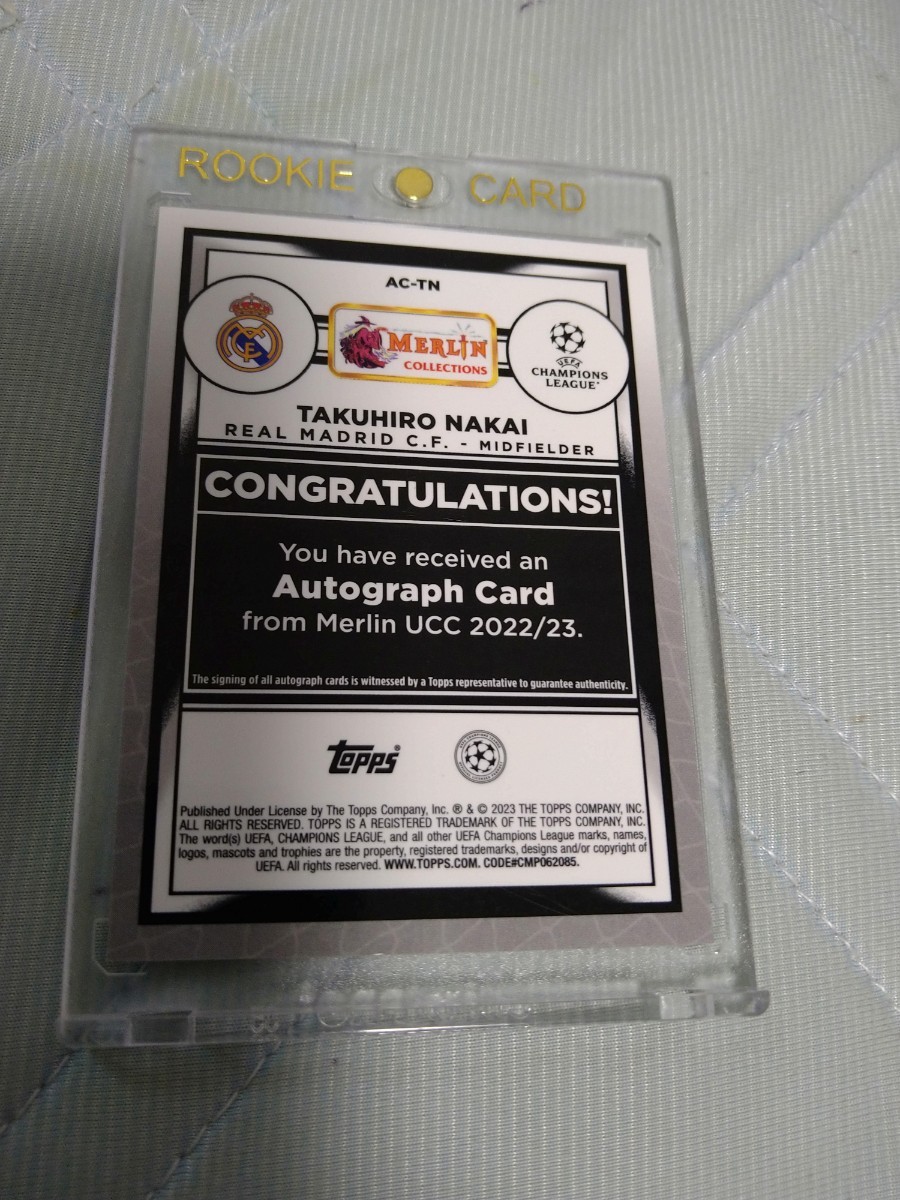 ROOKIE CARD
AC-TN
MERLIN
COLLECTIONS
UEFA
CHAMPIONS
LEAGUE
TAKUHIRO NAKAI
REAL MADRID C.F. - MIDFIELDER
CONGRATULATIONS!
You have received an
Autograph Card
from Merlin UCC 2022/23.
The signing of all autograph cards is witnessed by a Topps representative to guarantee authenticity.
topps®
Published Under License by The Topps Company, Inc. ® & © 2023 THE TOPPS COMPANY, INC.
ALL RIGHTS RESERVED. TOPPS IS A REGISTERED TRADEMARK OF THE TOPPS COMPANY, INC.
The word(s) UEFA, CHAMPIONS LEAGUE, and all other UEFA Champions League marks, names,
logos, mascots and trophies are the property, registered trademarks, designs and/or copyright of
UEFA. All rights reserved. WWW.TOPPS.COM. CODE#CMP062085.